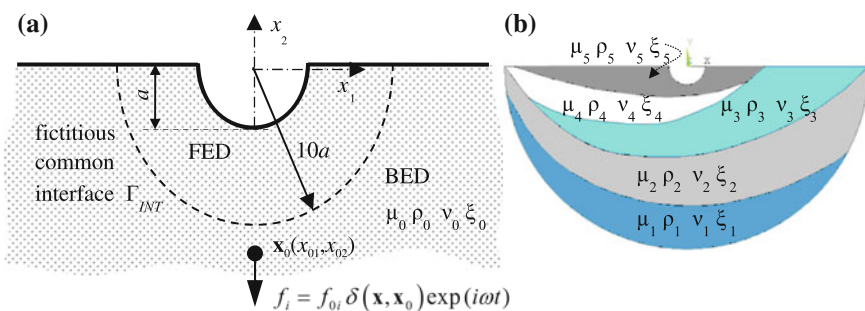 (a)
x₂
x₁
a
fictitious
common
interface Γ_INT
FED
10a
BED
μ₀ ρ₀ ν₀ ξ₀
x₀(x₀₁,x₀₂)
fᵢ = f₀ᵢ δ(x, x₀) exp(iωt)
(b)
Y
X
μ₅ ρ₅ ν₅ ξ₅
μ₄ ρ₄ ν₄ ξ₄
μ₃ ρ₃ ν₃ ξ₃
μ₂ ρ₂ ν₂ ξ₂
μ₁ ρ₁ ν₁ ξ₁